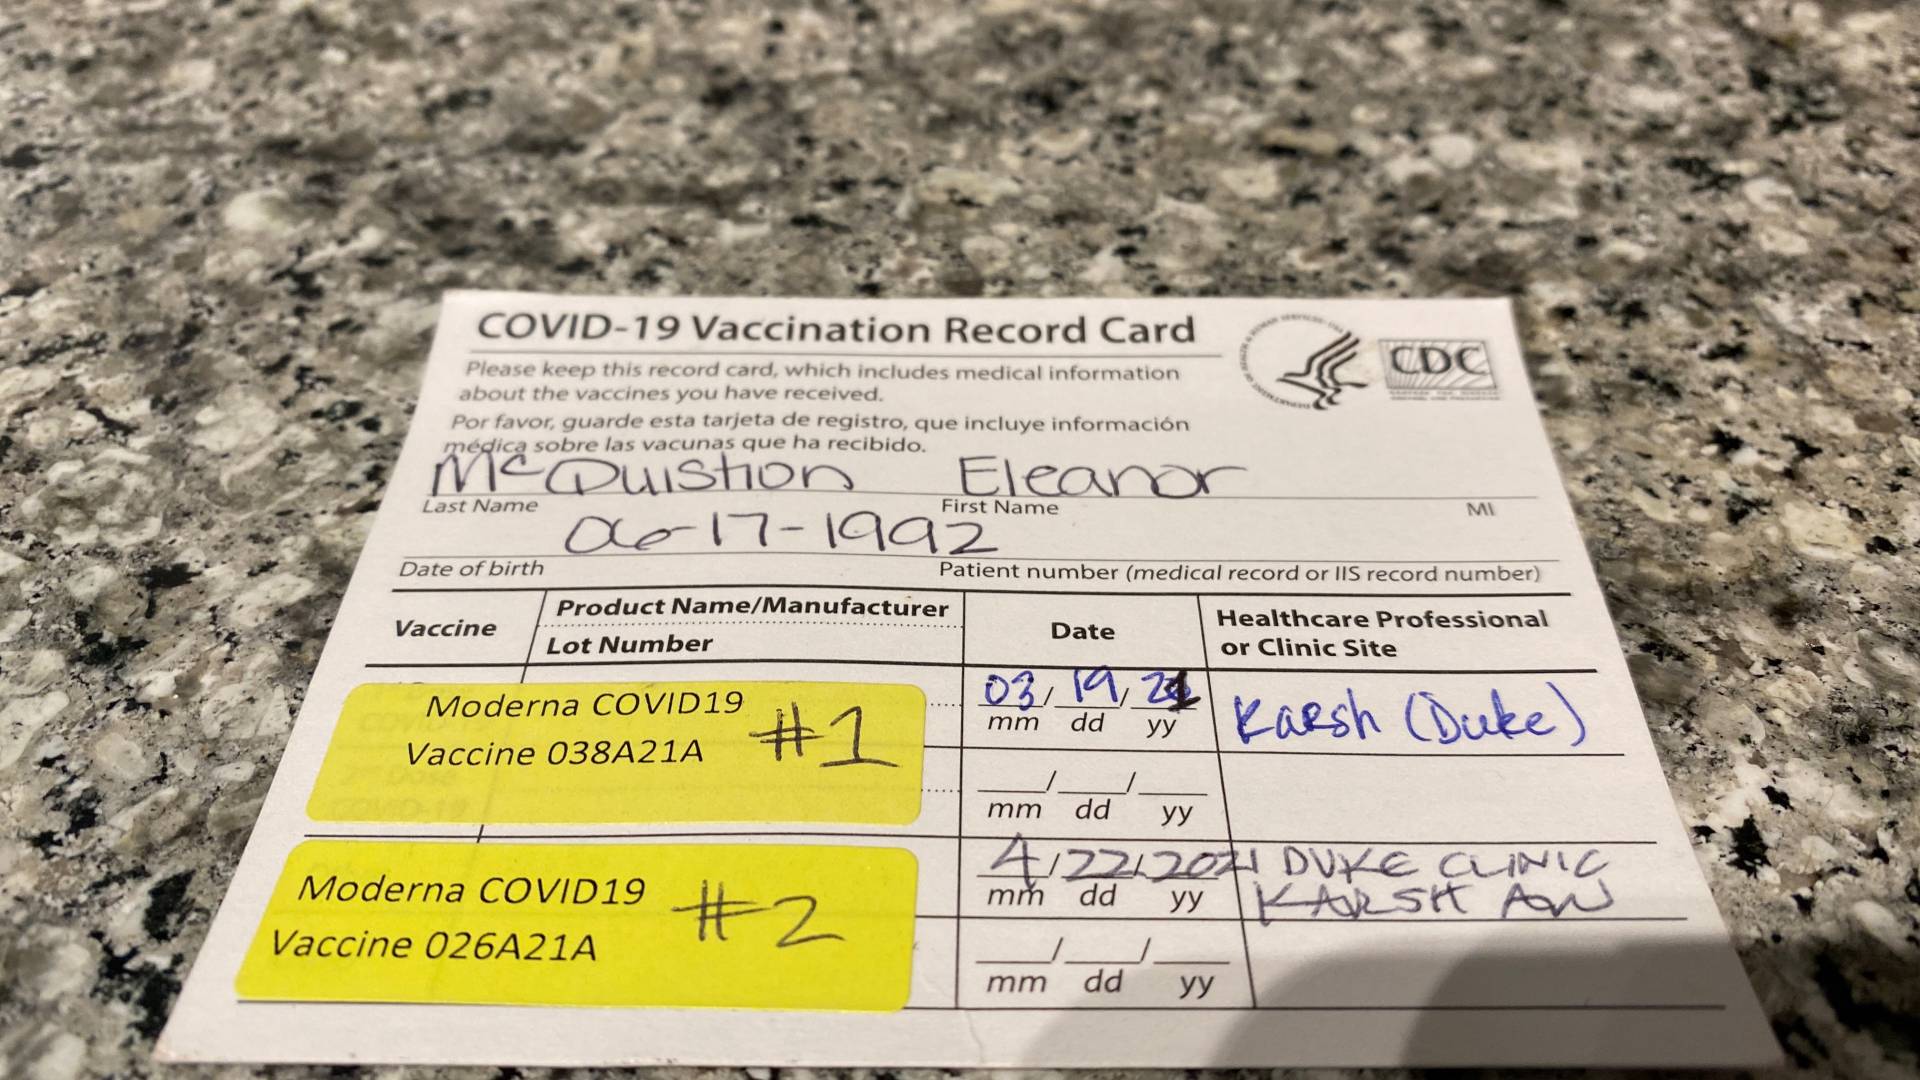 COVID-19 Vaccination Record Card
CDC
Please keep this record card, which includes medical information
about the vaccines you have received.
Por favor, guarde esta tarjeta de registro, que incluye información
médica sobre las vacunas que ha recibido.
McQuistion Eleanor
Last Name First Name MI
06-17-1992
Date of birth Patient number (medical record or IIS record number)
Vaccine
Product Name/Manufacturer
Lot Number
Date
Healthcare Professional
or Clinic Site
Moderna COVID19
Vaccine 038A21A
#1
03/19/21
mm dd yy
Karsh (Duke)
2nd Dose
COVID-19
/ /
mm dd yy
Moderna COVID19
Vaccine 026A21A
#2
4/22/2021
mm dd yy
DUKE CLINIC
KARSH
/ /
mm dd yy